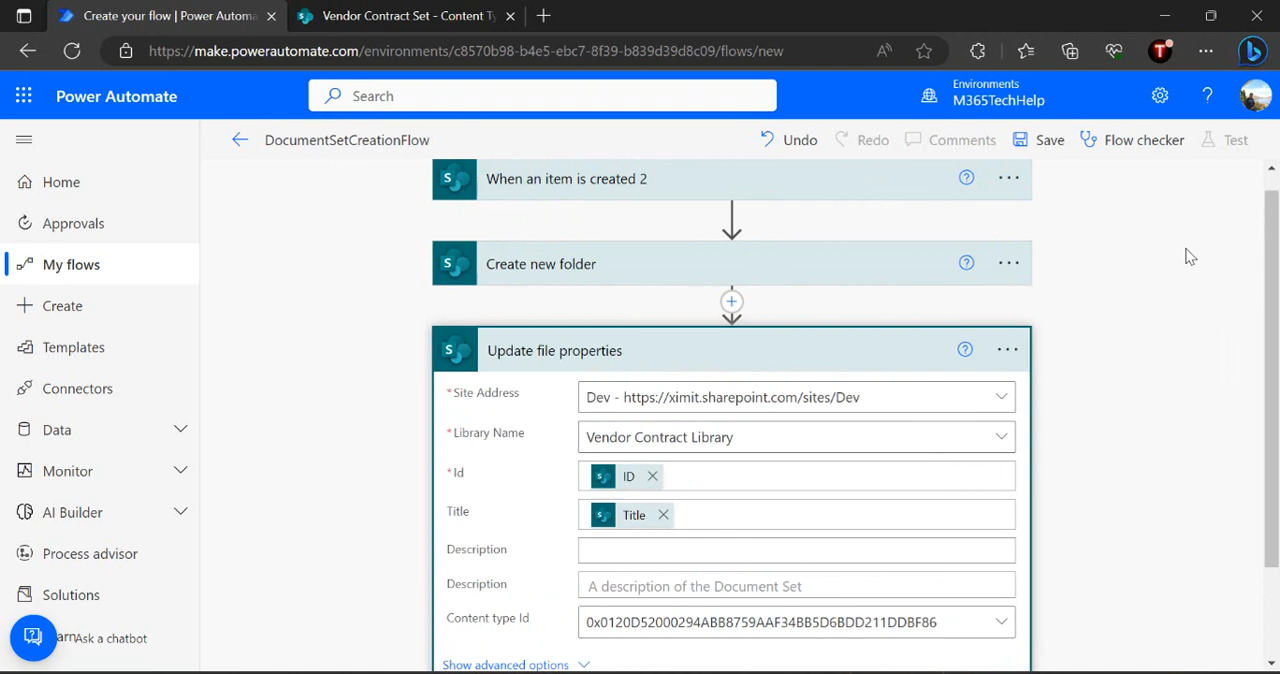 Create your flow | Power Automa
Vendor Contract Set - Content Ty
https://make.powerautomate.com/environments/c8570b98-b4e5-ebc7-8f39-b839d39d8c09/flows/new
A
T
b
Power Automate
Search
Environments
M365TechHelp
DocumentSetCreationFlow
Undo
Redo
Comments
Save
Flow checker
Test
Home
Approvals
My flows
Create
Templates
Connectors
Data
Monitor
AI Builder
Process advisor
Solutions
arn
Ask a chatbot
S
When an item is created 2
S
Create new folder
S
Update file properties
*Site Address
Dev - https://ximit.sharepoint.com/sites/Dev
*Library Name
Vendor Contract Library
*Id
ID
Title
Title
Description
Description
A description of the Document Set
Content type Id
0x0120D52000294ABB8759AAF34BB5D6BDD211DDBF86
Show advanced options